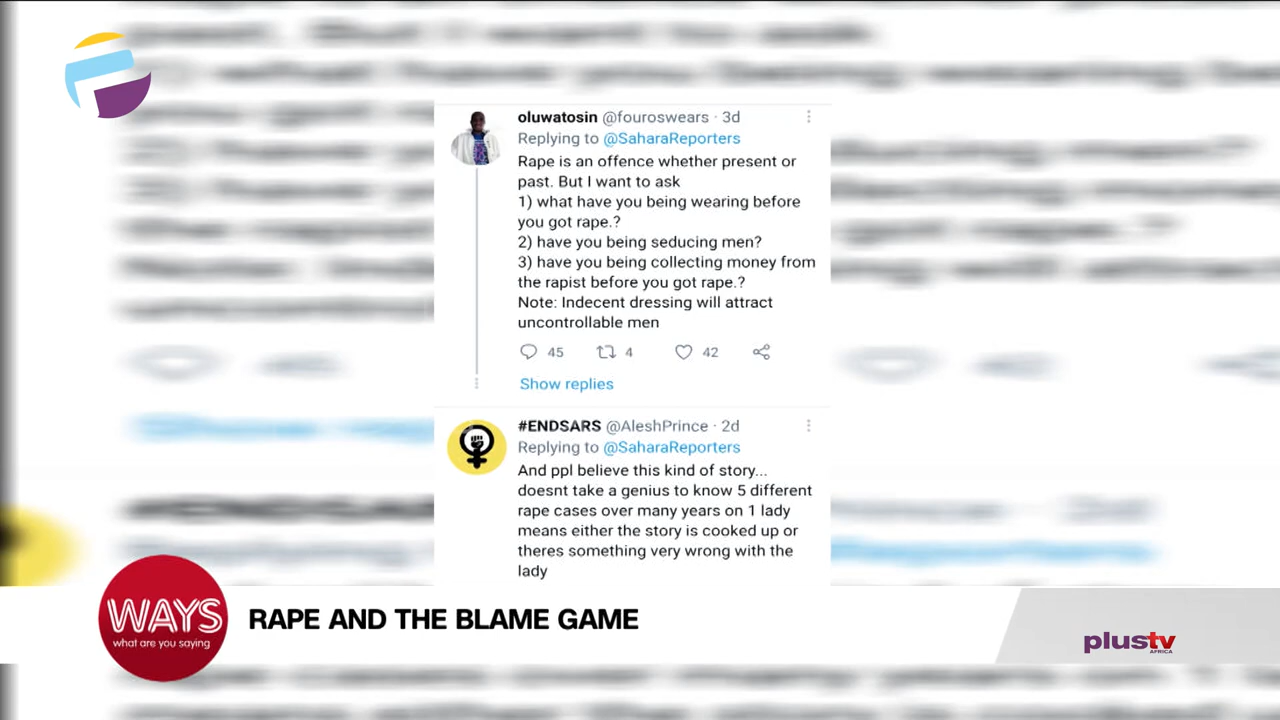 oluwatosin @fouroswears · 3d
Replying to @SaharaReporters
Rape is an offence whether present or
past. But I want to ask
1) what have you being wearing before
you got rape.?
2) have you being seducing men?
3) have you being collecting money from
the rapist before you got rape.?
Note: Indecent dressing will attract
uncontrollable men
45 4 42
Show replies
#ENDSARS @AleshPrince · 2d
Replying to @SaharaReporters
And ppl believe this kind of story...
doesnt take a genius to know 5 different
rape cases over many years on 1 lady
means either the story is cooked up or
theres something very wrong with the
lady
WAYS
what are you saying
RAPE AND THE BLAME GAME
plustv
AFRICA